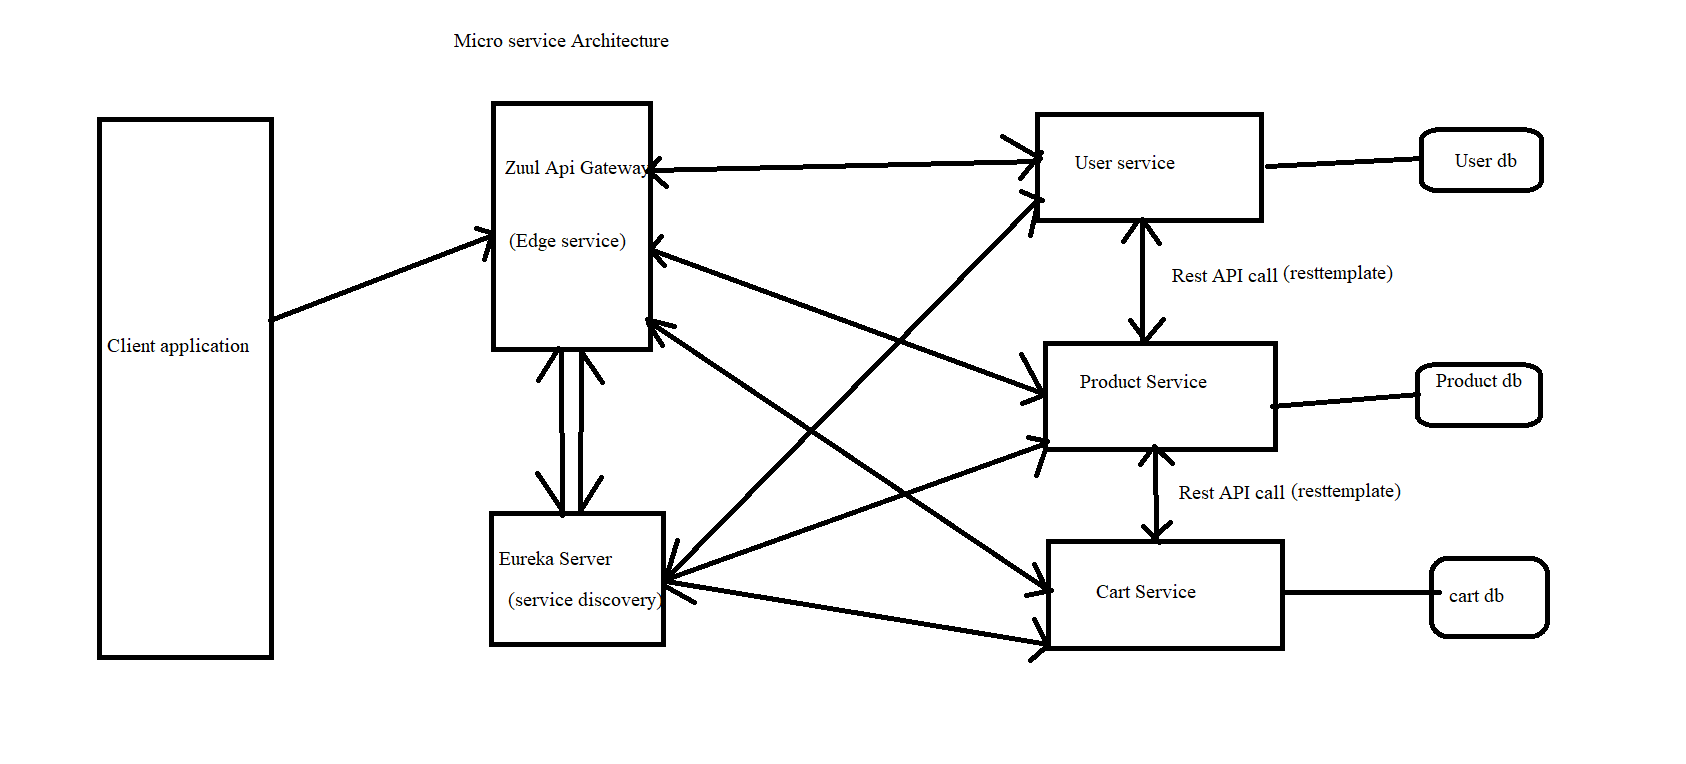 Micro service Architecture
Client application
Zuul Api Gateway
(Edge service)
Eureka Server
(service discovery)
User service
User db
Rest API call (resttemplate)
Product Service
Product db
Rest API call (resttemplate)
Cart Service
cart db